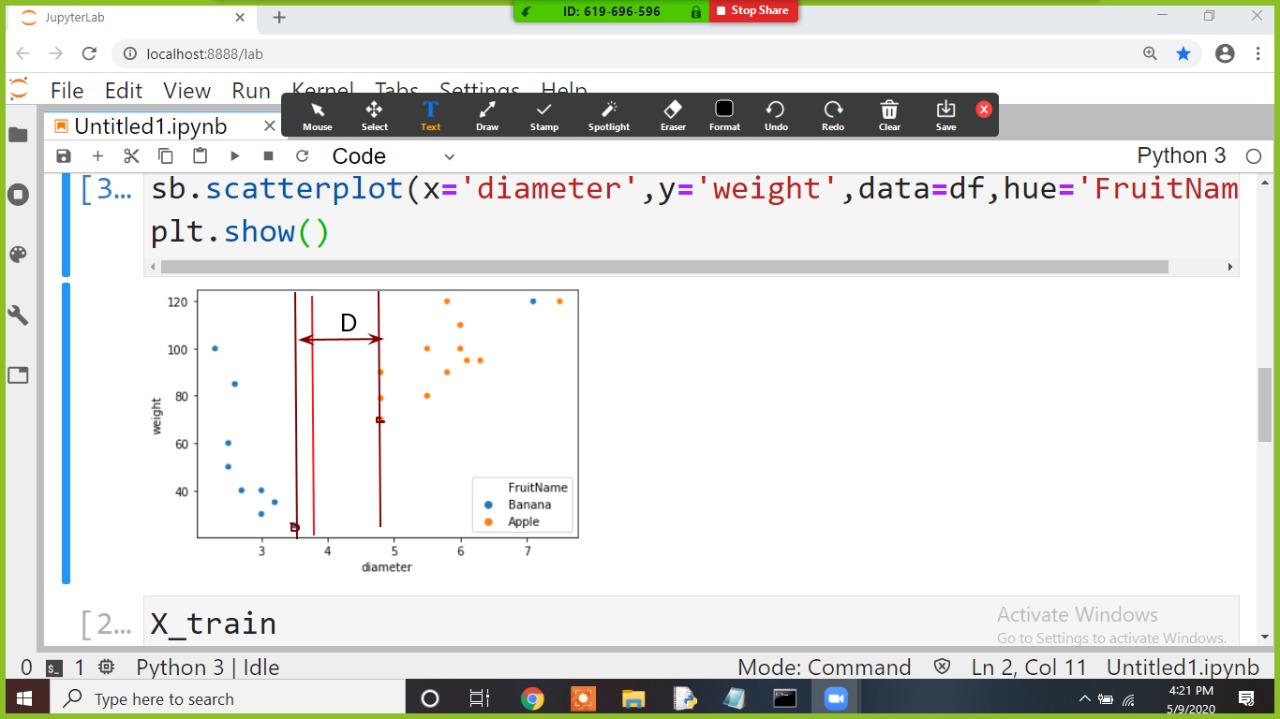 JupyterLab
ID: 619-696-596
Stop Share
localhost:8888/lab
File Edit View Run Kernel Tabs Settings Help
Mouse Select Text Draw Stamp Spotlight Eraser Format Undo Redo Clear Save
Untitled1.ipynb
Code
Python 3
[3…
sb.scatterplot(x='diameter',y='weight',data=df,hue='FruitNam
plt.show()
120
100
80
60
40
weight
D
FruitName
Banana
Apple
3 4 5 6 7
diameter
[2…
X_train
Activate Windows
Go to Settings to activate Windows.
0 $_ 1 Python 3 | Idle
Mode: Command Ln 2, Col 11 Untitled1.ipynb
Type here to search
4:21 PM
5/9/2020